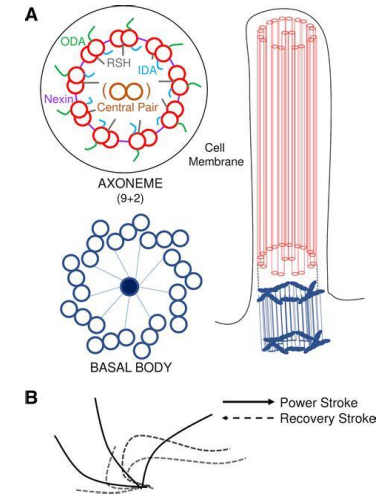 A
ODA
RSH
IDA
Nexin
Central Pair
AXONEME
(9+2)
Cell
Membrane
BASAL BODY
B
Power Stroke
Recovery Stroke